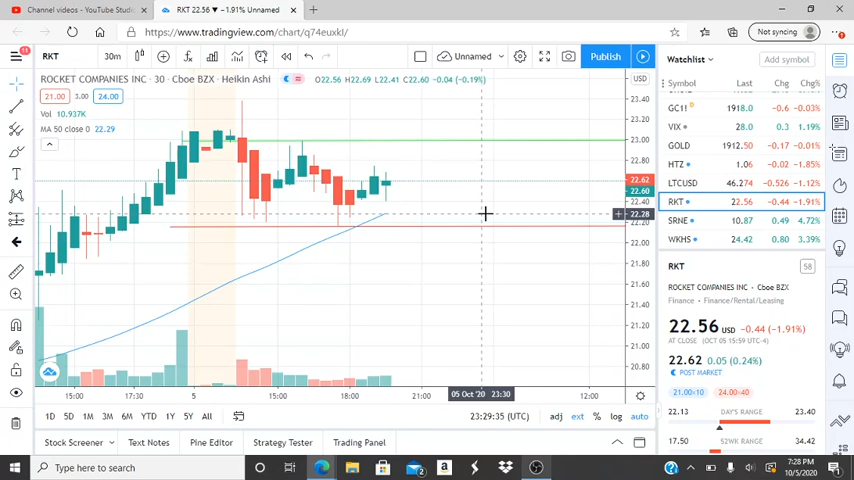 Channel videos - YouTube Studi
RKT 22.56 ▼ −1.91% Unnamed
https://www.tradingview.com/chart/g74euxkl/
Not syncing
11
RKT
30m
Unnamed
Publish
ROCKET COMPANIES INC · 30 · Cboe BZX · Heikin Ashi
O22.56 H22.69 L22.41 C22.60 −0.04 (−0.19%)
21.00
3.00
24.00
Vol 10.937K
MA 50 close 0 22.29
USD
23.40
23.20
23.00
22.80
22.62
22.60
22.40
22.28
22.20
22.00
21.80
21.60
21.40
21.20
21.00
20.80
15:00
17:30
5
15:00
18:00
21:00
05 Oct '20 23:30
12:00
1D 5D 1M 3M 6M YTD 1Y 5Y All
23:29:35 (UTC)
adj ext % log auto
Stock Screener
Text Notes
Pine Editor
Strategy Tester
Trading Panel
Watchlist
Add symbol
Symbol Last Chg Chg%
GC1! 1918.0 −0.6 −0.03%
VIX 28.0 0.3 1.19%
GOLD 1912.50 −0.17 −0.01%
HTZ 1.06 −0.02 −1.85%
LTCUSD 46.274 −0.526 −1.12%
RKT 22.56 −0.44 −1.91%
SRNE 10.87 0.49 4.72%
WKHS 24.42 0.80 3.39%
RKT
58
ROCKET COMPANIES INC · Cboe BZX
Finance · Finance/Rental/Leasing
22.56 USD −0.44 (−1.91%)
AT CLOSE (OCT 05 15:59 UTC-4)
22.62 0.05 (0.24%)
POST MARKET
21.00×10
24.00×40
22.13 DAY'S RANGE 23.40
17.50 52WK RANGE 34.42
Type here to search
2
7:28 PM
10/5/2020